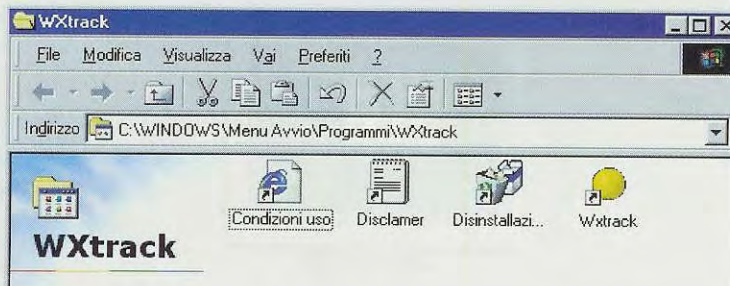 WXtrack
File Modifica Visualizza Vai Preferiti ?
Indirizzo C:\WINDOWS\Menu Avvio\Programmi\WXtrack
WXtrack
Condizioni uso Disclamer Disinstallazi... Wxtrack